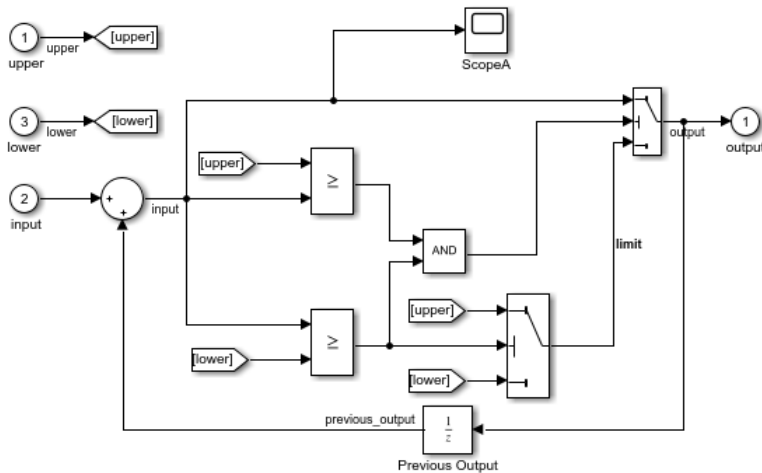 1
upper
upper
[upper]
ScopeA
3
lower
lower
[lower]
output
1
output
[upper]
≥
2
input
+
+
input
AND
limit
[upper]
[lower]
≥
[lower]
previous_output
1
z
Previous Output